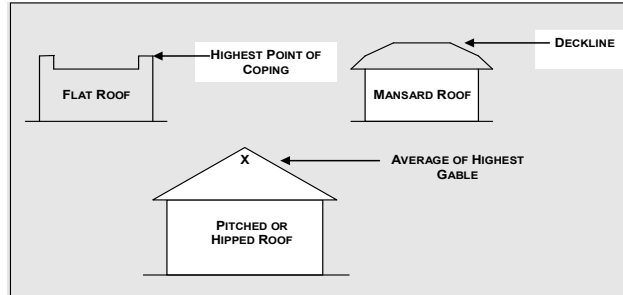 HIGHEST POINT OF
COPING
DECKLINE
FLAT ROOF
MANSARD ROOF
X
AVERAGE OF HIGHEST
GABLE
PITCHED OR
HIPPED ROOF